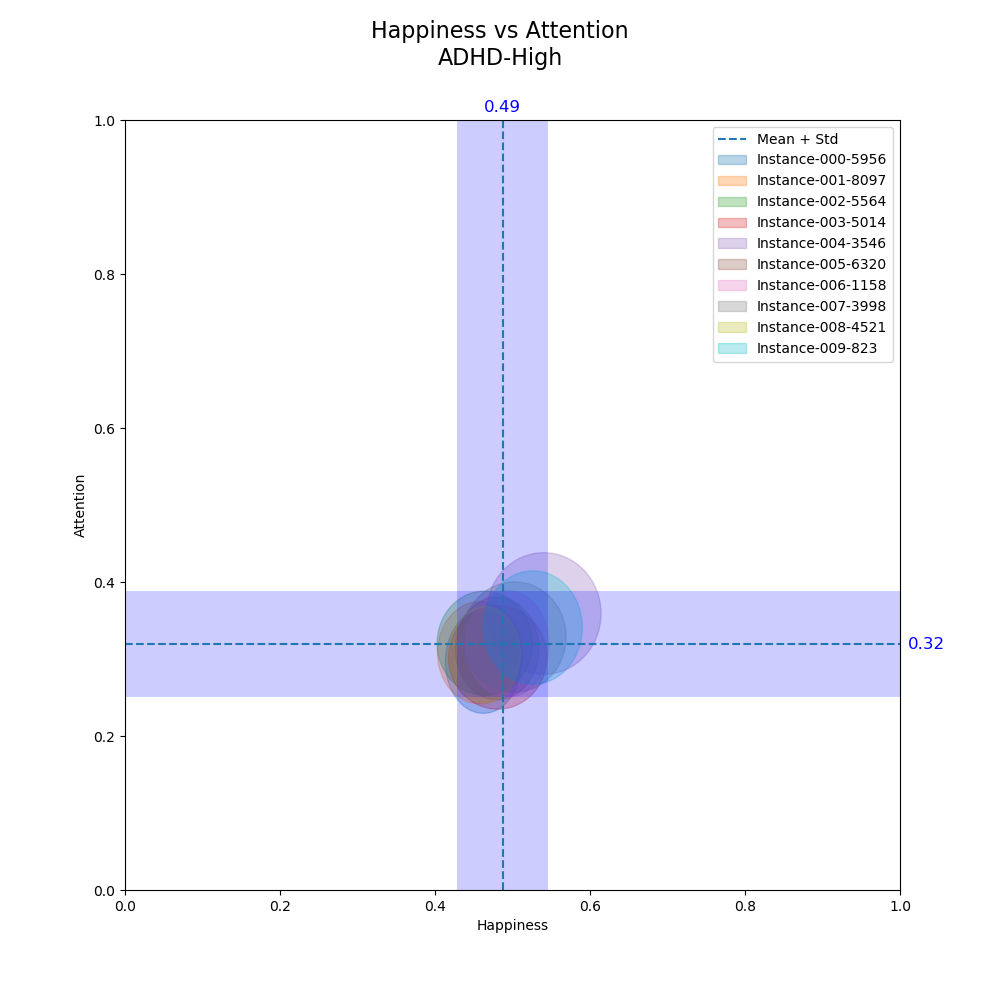 Happiness vs Attention
ADHD-High
0.49
1.0
0.8
0.6
0.4
0.2
0.0
Attention
Mean + Std
Instance-000-5956
Instance-001-8097
Instance-002-5564
Instance-003-5014
Instance-004-3546
Instance-005-6320
Instance-006-1158
Instance-007-3998
Instance-008-4521
Instance-009-823
0.32
0.0
0.2
0.4
0.6
0.8
1.0
Happiness